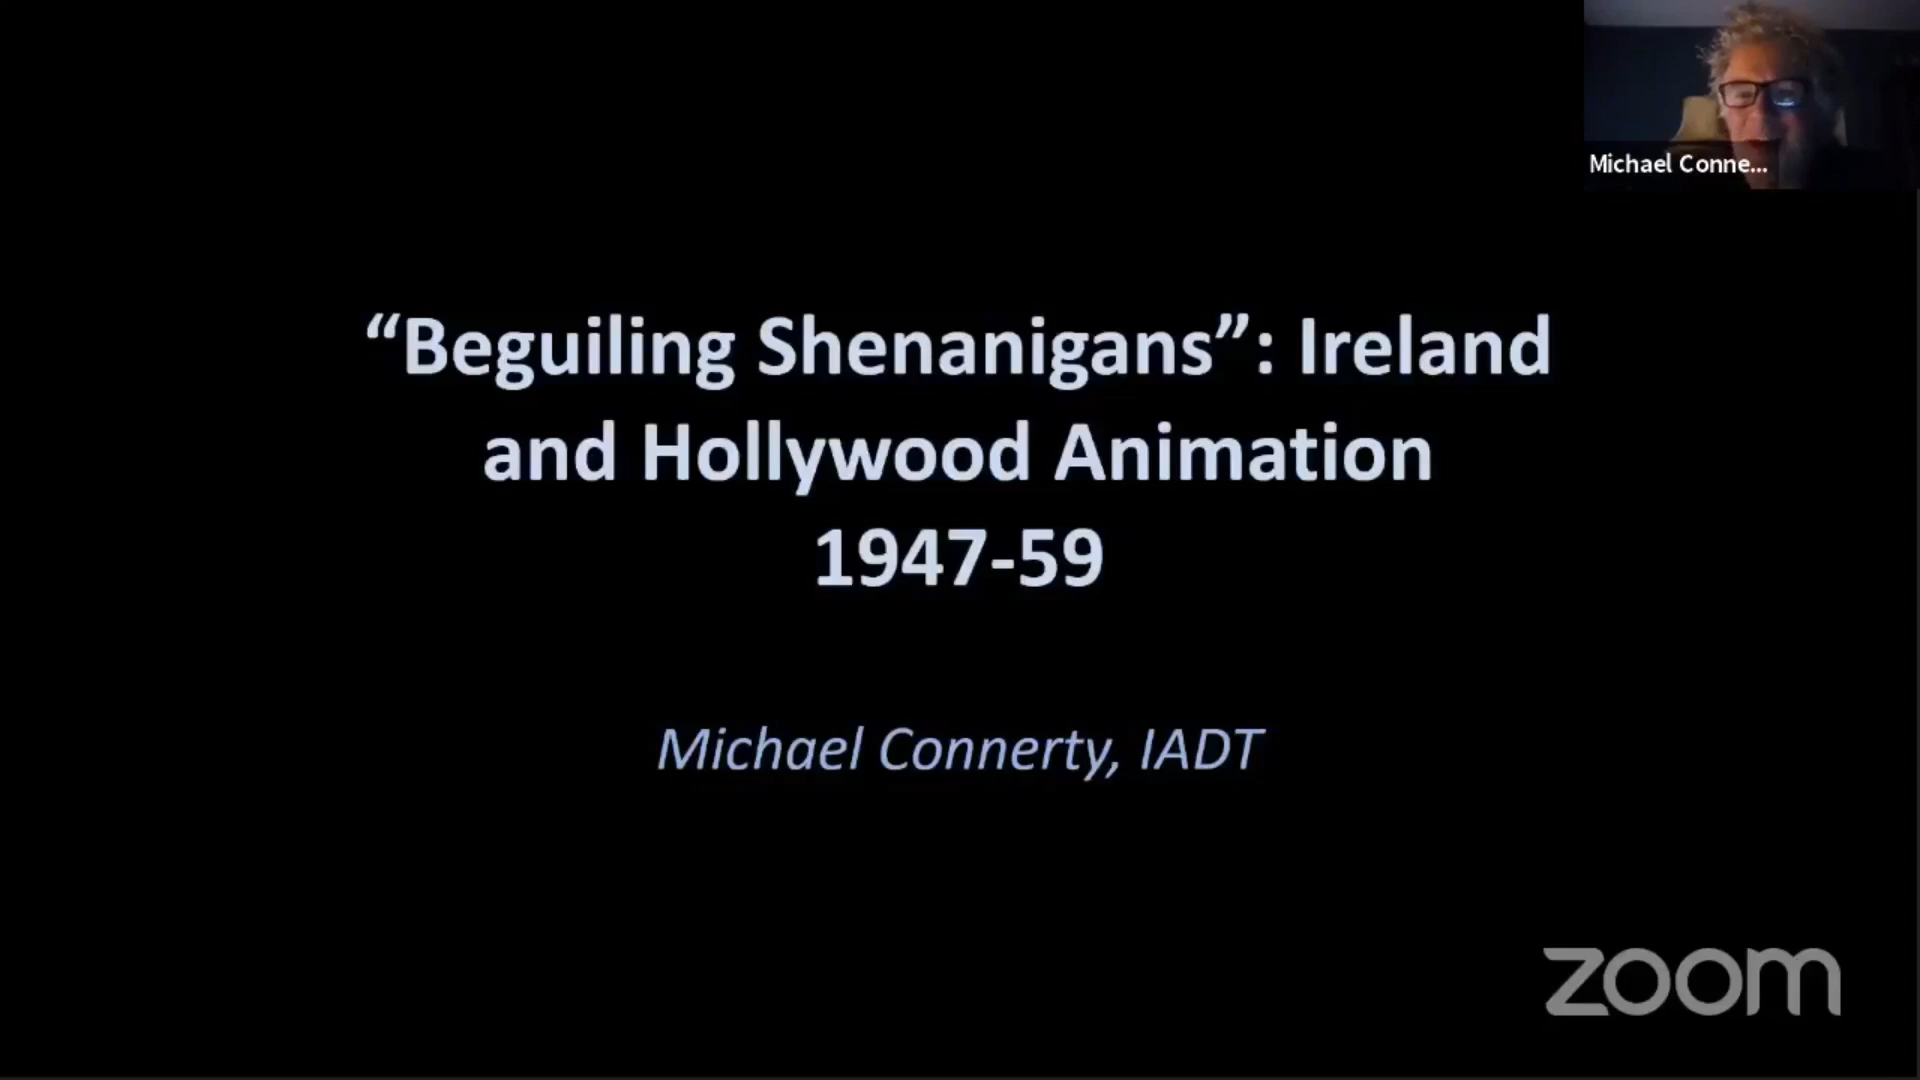 Michael Conne...
“Beguiling Shenanigans”: Ireland
and Hollywood Animation
1947-59
Michael Connerty, IADT
zoom